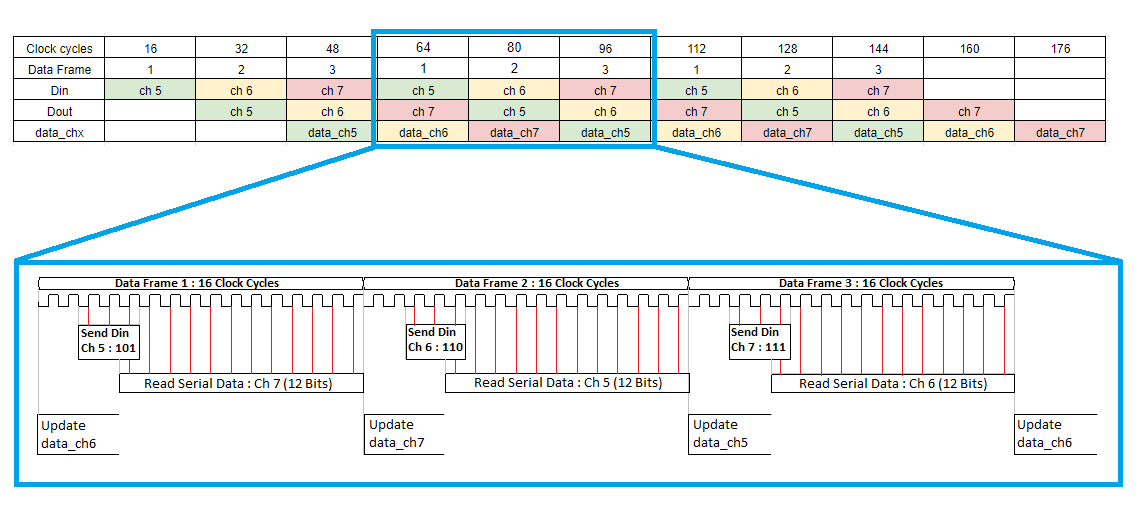 Clock cycles 16 32 48 64 80 96 112 128 144 160 176
Data Frame 1 2 3 1 2 3 1 2 3
Din ch 5 ch 6 ch 7 ch 5 ch 6 ch 7 ch 5 ch 6 ch 7
Dout ch 5 ch 6 ch 7 ch 5 ch 6 ch 7 ch 5 ch 6 ch 7
data_chx data_ch5 data_ch6 data_ch7 data_ch5 data_ch6 data_ch7 data_ch5 data_ch6 data_ch7
Data Frame 1 : 16 Clock Cycles Data Frame 2 : 16 Clock Cycles Data Frame 3 : 16 Clock Cycles
Send Din Send Din Send Din
Ch 5 : 101 Ch 6 : 110 Ch 7 : 111
Read Serial Data : Ch 7 (12 Bits) Read Serial Data : Ch 5 (12 Bits) Read Serial Data : Ch 6 (12 Bits)
Update Update Update Update
data_ch6 data_ch7 data_ch5 data_ch6